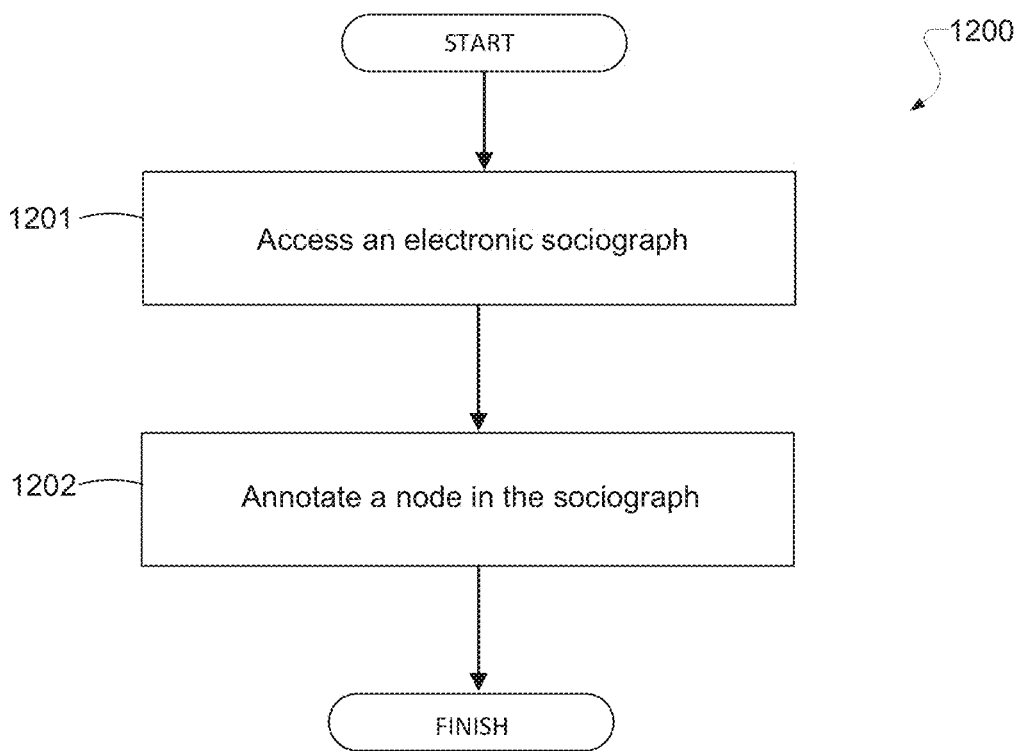 START
1200
1201
Access an electronic sociograph
1202
Annotate a node in the sociograph
FINISH